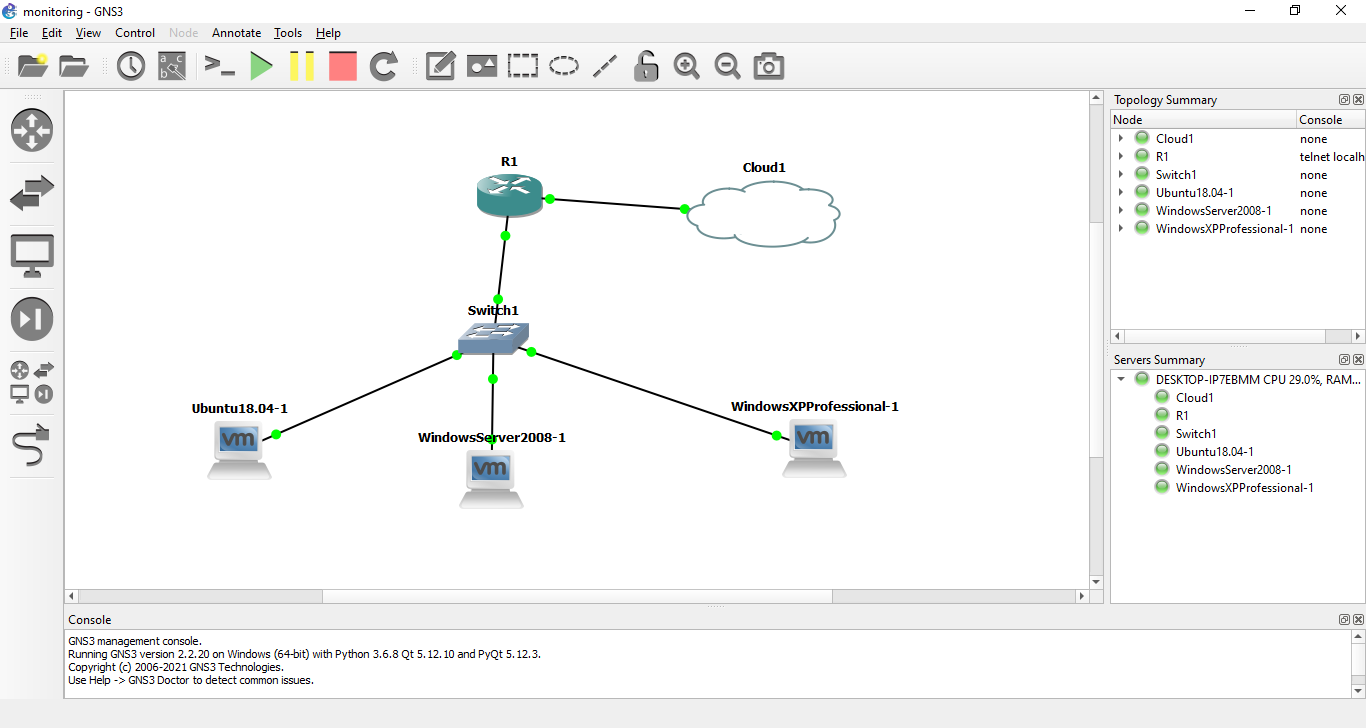 monitoring - GNS3
File Edit View Control Node Annotate Tools Help
R1
Cloud1
Switch1
Ubuntu18.04-1
vm
WindowsServer2008-1
vm
WindowsXPProfessional-1
vm
Topology Summary
Node Console
Cloud1 none
R1 telnet localh
Switch1 none
Ubuntu18.04-1 none
WindowsServer2008-1 none
WindowsXPProfessional-1 none
Servers Summary
DESKTOP-IP7EBMM CPU 29.0%, RAM...
Cloud1
R1
Switch1
Ubuntu18.04-1
WindowsServer2008-1
WindowsXPProfessional-1
Console
GNS3 management console.
Running GNS3 version 2.2.20 on Windows (64-bit) with Python 3.6.8 Qt 5.12.10 and PyQt 5.12.3.
Copyright (c) 2006-2021 GNS3 Technologies.
Use Help -> GNS3 Doctor to detect common issues.